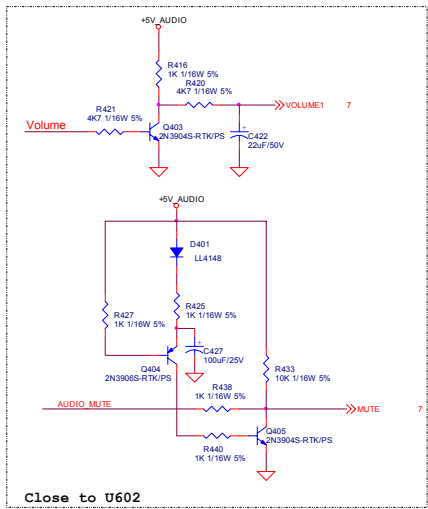 +5V_AUDIO
R416
1K 1/16W 5%
R420
4K7 1/16W 5%
VOLUME1 7
R421
4K7 1/16W 5%
Volume
Q403
2N3904S-RTK/PS
+
C422
22uF/50V
+5V_AUDIO
D401
LL4148
R427
1K 1/16W 5%
R425
1K 1/16W 5%
+
C427
100uF/25V
Q404
2N3906S-RTK/PS
R433
10K 1/16W 5%
R438
1K 1/16W 5%
AUDIO_MUTE
MUTE 7
Q405
2N3904S-RTK/PS
R440
1K 1/16W 5%
Close to U602